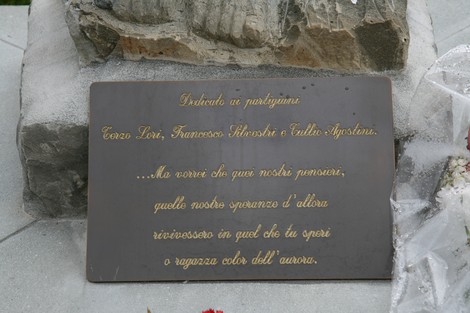 Dedicato ai partigiani
Terzo Lori, Francesco Silvestri e Tullio Agostini.
...Ma vorrei che quei nostri pensieri,
quelle nostre speranze d'allora
rivivessero in quel che tu speri
o ragazza color dell'aurora.